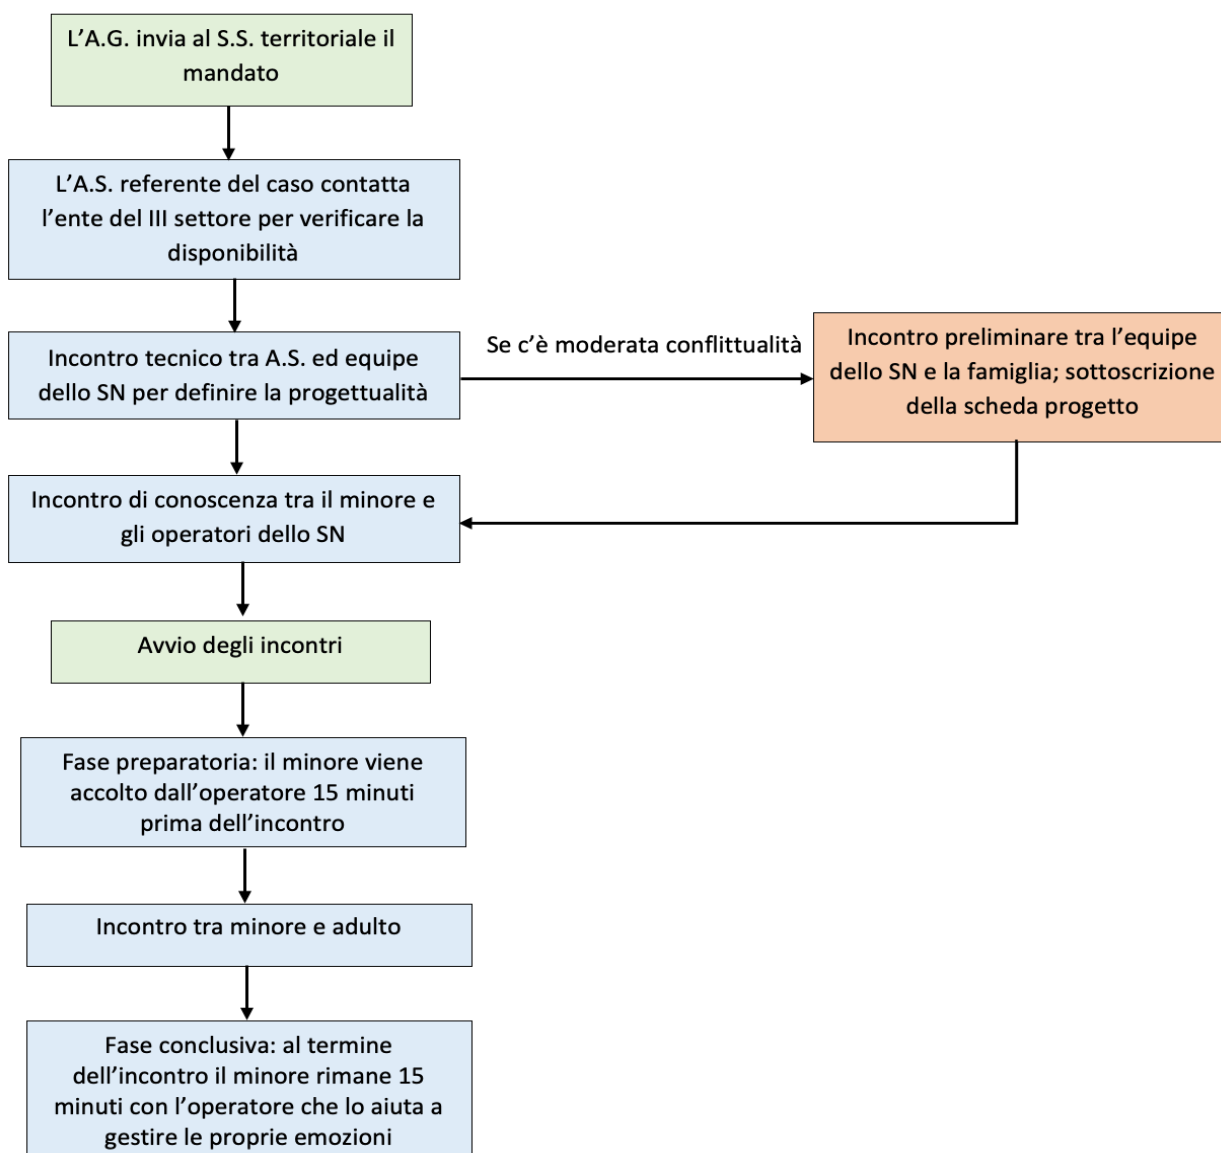 L’A.G. invia al S.S. territoriale il
mandato
L’A.S. referente del caso contatta
l’ente del III settore per verificare la
disponibilità
Incontro tecnico tra A.S. ed equipe
dello SN per definire la progettualità
Se c’è moderata conflittualità
Incontro preliminare tra l’equipe
dello SN e la famiglia; sottoscrizione
della scheda progetto
Incontro di conoscenza tra il minore e
gli operatori dello SN
Avvio degli incontri
Fase preparatoria: il minore viene
accolto dall’operatore 15 minuti
prima dell’incontro
Incontro tra minore e adulto
Fase conclusiva: al termine
dell’incontro il minore rimane 15
minuti con l’operatore che lo aiuta a
gestire le proprie emozioni